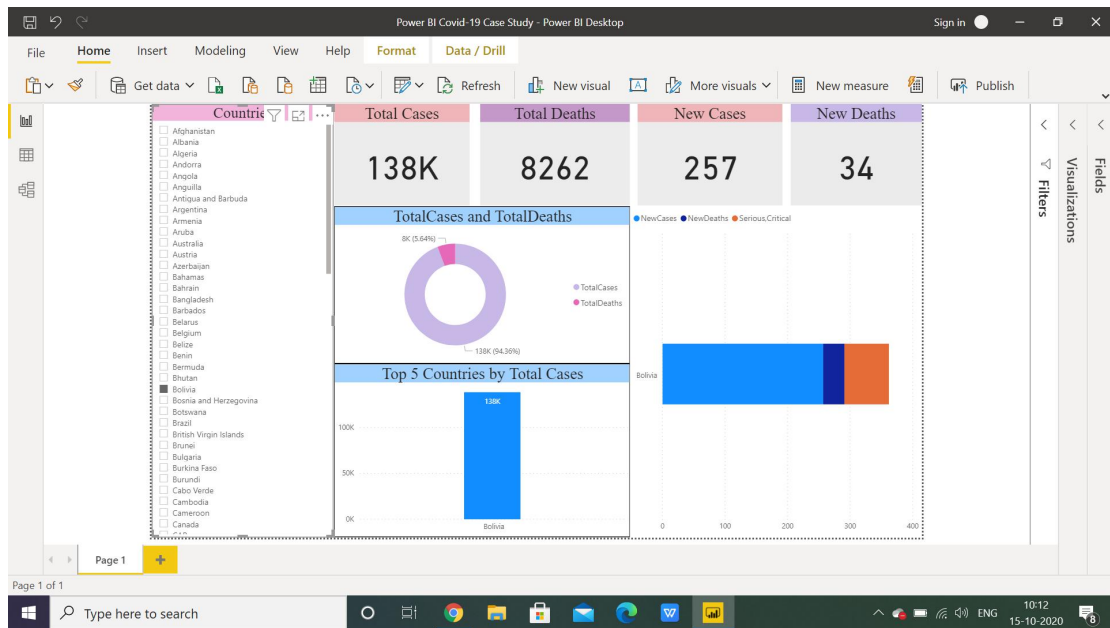 Power BI Covid-19 Case Study - Power BI Desktop
Sign in
File
Home
Insert
Modeling
View
Help
Format
Data / Drill
Get data
Refresh
New visual
More visuals
New measure
Publish
Countrie
Afghanistan
Albania
Algeria
Andorra
Angola
Anguilla
Antigua and Barbuda
Argentina
Armenia
Aruba
Australia
Austria
Azerbaijan
Bahamas
Bahrain
Bangladesh
Barbados
Belarus
Belgium
Belize
Benin
Bermuda
Bhutan
Bolivia
Bosnia and Herzegovina
Botswana
Brazil
British Virgin Islands
Brunei
Bulgaria
Burkina Faso
Burundi
Cabo Verde
Cambodia
Cameroon
Canada
Total Cases
138K
Total Deaths
8262
New Cases
257
New Deaths
34
TotalCases and TotalDeaths
8K (5.64%)
TotalCases
TotalDeaths
138K (94.36%)
Top 5 Countries by Total Cases
138K
100K
50K
0K
Bolivia
NewCases
NewDeaths
Serious,Critical
Bolivia
0
100
200
300
400
Filters
Visualizations
Fields
Page 1
Page 1 of 1
Type here to search
ENG
10:12
15-10-2020
8